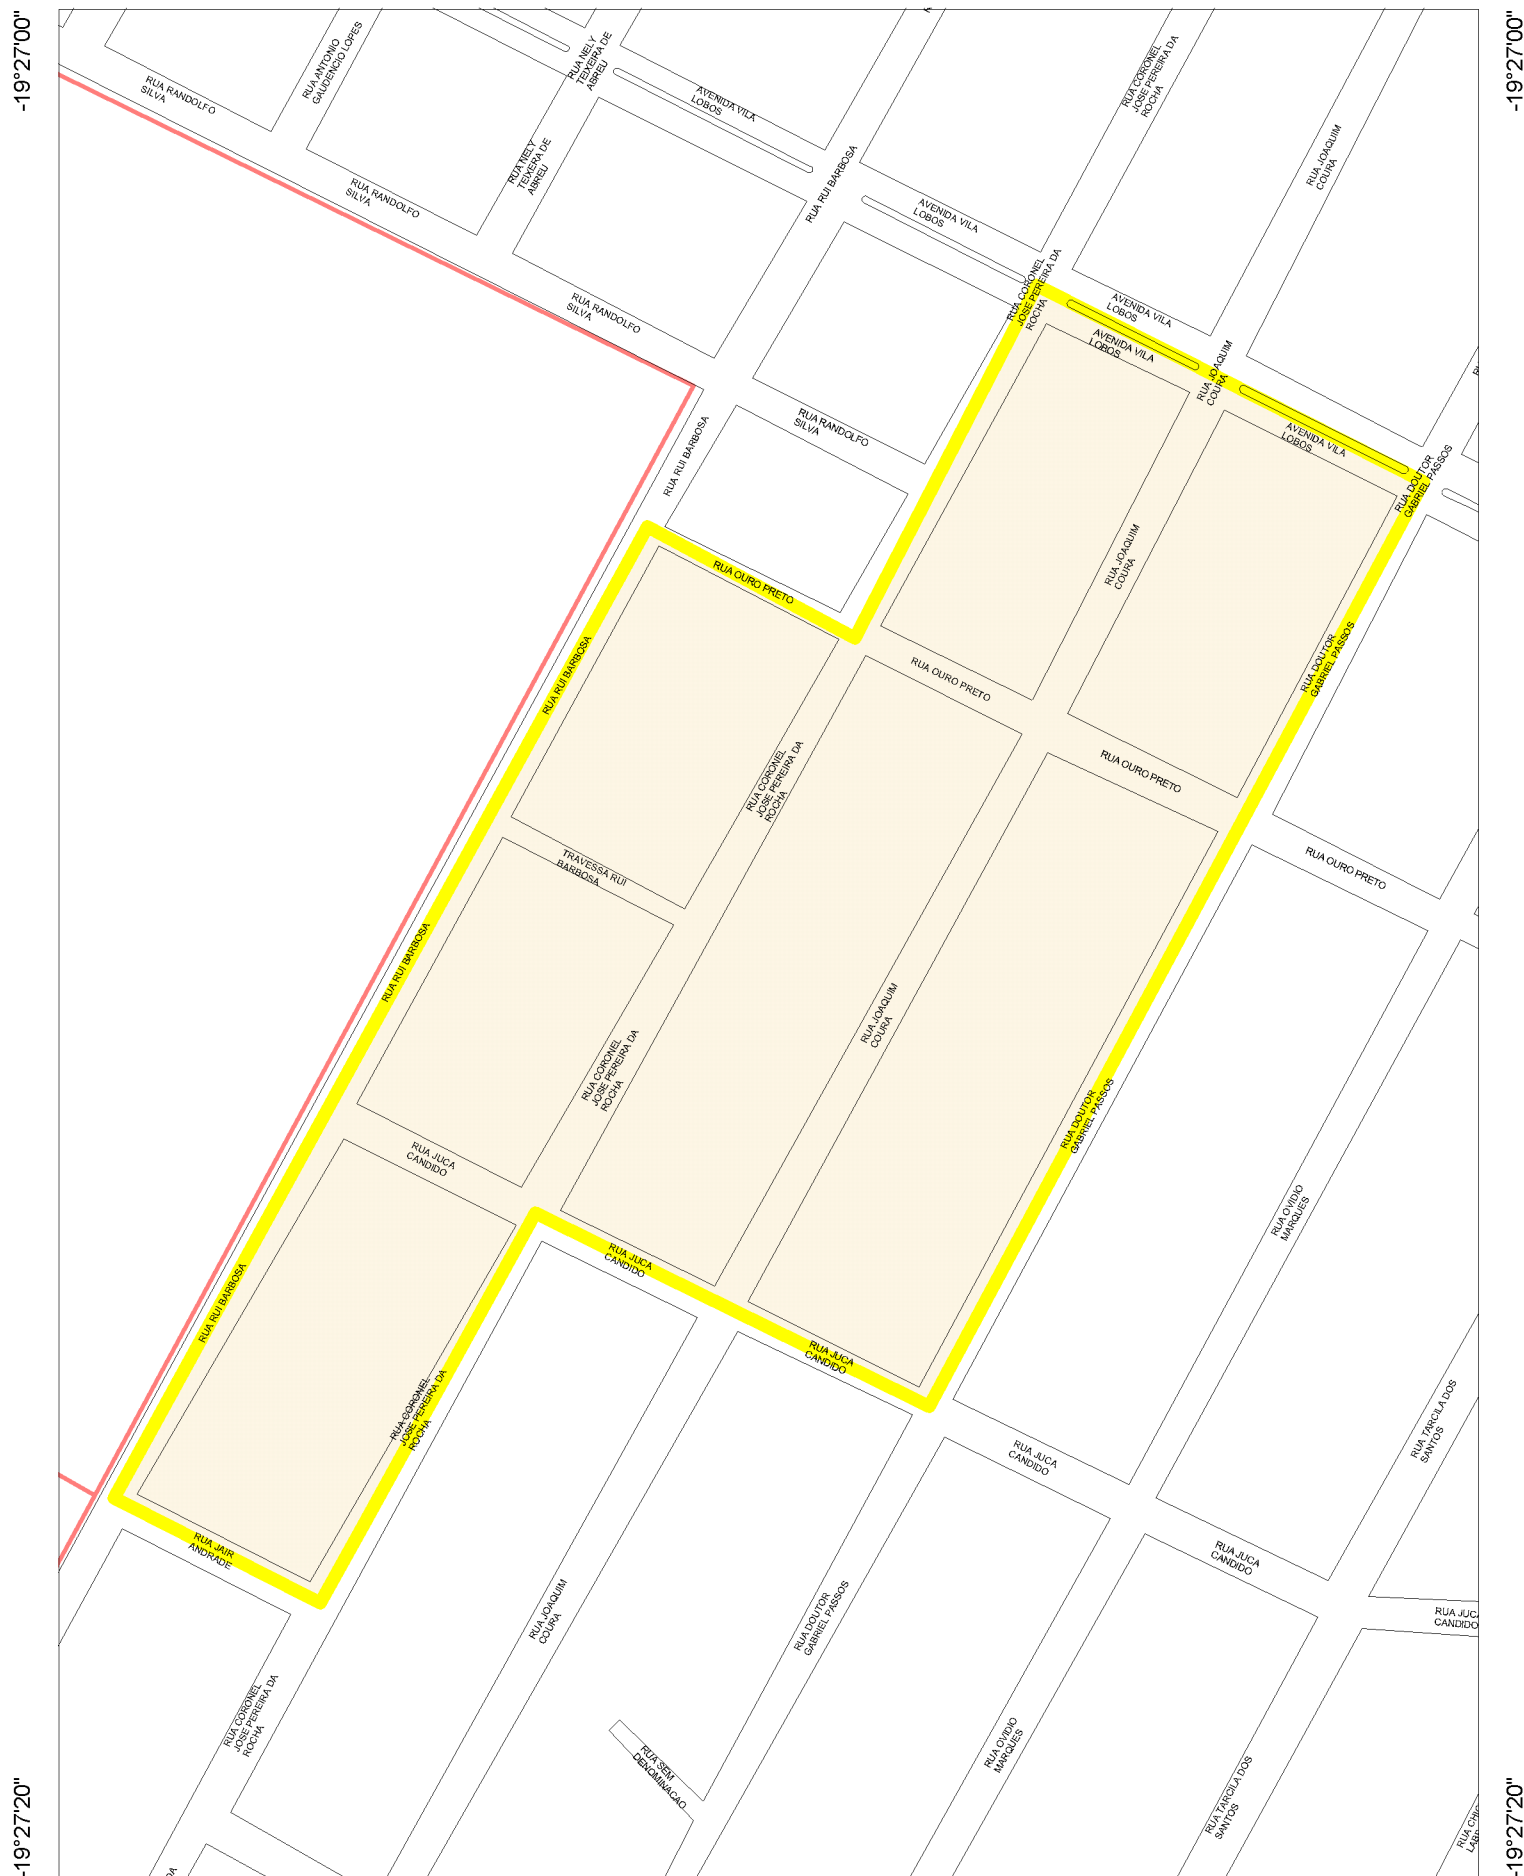 -19°27'00"
-19°27'00"
RUA RANDOLFO
SILVA
RUA ANTONIO
GAUDENCIO LOPES
RUA NELY
TEIXEIRA DE
ABREU
AVENIDA VILA
LOBOS
RUA CORONEL
JOSE PEREIRA DA
ROCHA
RUA JOAQUIM
COURA
RUA RANDOLFO
SILVA
RUA NELY
TEIXEIRA DE
ABREU
RUA RUI BARBOSA
AVENIDA VILA
LOBOS
RUA RANDOLFO
SILVA
RUA CORONEL
JOSE PEREIRA DA
ROCHA
AVENIDA VILA
LOBOS
AVENIDA VILA
LOBOS
RUA JOAQUIM
COURA
RUA RUI BARBOSA
RUA RANDOLFO
SILVA
AVENIDA VILA
LOBOS
RUA DOUTOR
GABRIEL PASSOS
RUA OURO PRETO
RUA JOAQUIM
COURA
RUA RUI BARBOSA
RUA OURO PRETO
RUA DOUTOR
GABRIEL PASSOS
RUA CORONEL
JOSE PEREIRA DA
ROCHA
RUA OURO PRETO
TRAVESSA RUI
BARBOSA
RUA OURO PRETO
RUA RUI BARBOSA
RUA JOAQUIM
COURA
RUA CORONEL
JOSE PEREIRA DA
ROCHA
RUA DOUTOR
GABRIEL PASSOS
RUA JUCA
CANDIDO
RUA OVIDIO
MARQUES
RUA RUI BARBOSA
RUA JUCA
CANDIDO
RUA JUCA
CANDIDO
RUA CORONEL
JOSE PEREIRA DA
ROCHA
RUA TARCILA DOS
SANTOS
RUA JUCA
CANDIDO
RUA JAIR
ANDRADE
RUA JUCA
CANDIDO
RUA JOAQUIM
COURA
RUA DOUTOR
GABRIEL PASSOS
RUA JUCA
CANDIDO
RUA CORONEL
JOSE PEREIRA DA
ROCHA
RUA SEM
DENOMINACAO
RUA OVIDIO
MARQUES
RUA TARCILA DOS
SANTOS
RUA
DA
-19°27'20"
-19°27'20"